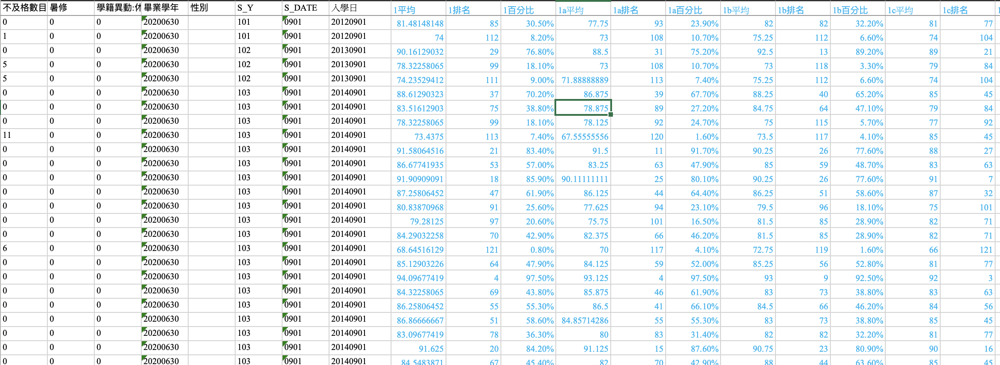 不及格數目 暑修 學籍異動: 畢業學年 性別 S_Y S_DATE 入學日 1平均 1排名 1百分比 1a平均 1a排名 1a百分比 1b平均 1b排名 1b百分比 1c平均 1c排名
0 0 0 20200630 101 0901 20120901 81.48148148 85 30.50% 77.75 93 23.90% 82 82 32.20% 81 77
1 0 0 20200630 101 0901 20120901 74 112 8.20% 73 108 10.70% 75.25 112 6.60% 74 104
0 0 0 20200630 102 0901 20130901 90.16129032 29 76.80% 88.5 31 75.20% 92.5 13 89.20% 89 21
5 0 0 20200630 102 0901 20130901 78.32258065 99 18.10% 73 108 10.70% 73 118 3.30% 79 84
5 0 0 20200630 102 0901 20130901 74.23529412 111 9.00% 71.88888889 113 7.40% 75.25 112 6.60% 74 104
0 0 0 20200630 103 0901 20140901 88.61290323 37 70.20% 86.875 39 67.70% 88.25 40 65.20% 85 45
0 0 0 20200630 103 0901 20140901 83.51612903 75 38.80% 78.875 89 27.20% 84.75 64 47.10% 79 84
0 0 0 20200630 103 0901 20140901 78.32258065 99 18.10% 78.125 92 24.70% 75 115 5.70% 77 92
11 0 0 20200630 103 0901 20140901 73.4375 113 7.40% 67.55555556 120 1.60% 73.5 117 4.10% 85 45
0 0 0 20200630 103 0901 20140901 91.58064516 21 83.40% 91.5 11 91.70% 90.25 26 77.60% 88 27
0 0 0 20200630 103 0901 20140901 86.67741935 53 57.00% 83.25 63 47.90% 85 59 48.70% 83 63
0 0 0 20200630 103 0901 20140901 91.90909091 18 85.90% 90.11111111 25 80.10% 90.25 26 77.60% 91 7
0 0 0 20200630 103 0901 20140901 87.25806452 47 61.90% 86.125 44 64.40% 86.25 51 58.60% 87 32
0 0 0 20200630 103 0901 20140901 80.83870968 91 25.60% 77.625 94 23.10% 79.5 96 18.10% 75 101
0 0 0 20200630 103 0901 20140901 79.28125 97 20.60% 75.75 101 16.50% 81.5 85 28.90% 82 71
0 0 0 20200630 103 0901 20140901 84.29032258 70 42.90% 82.375 66 46.20% 81.5 85 28.90% 82 71
6 0 0 20200630 103 0901 20140901 68.64516129 121 0.80% 70 117 4.10% 72.75 119 1.60% 66 121
0 0 0 20200630 103 0901 20140901 85.12903226 64 47.90% 84.125 59 52.00% 85.25 56 52.80% 81 77
0 0 0 20200630 103 0901 20140901 94.09677419 4 97.50% 93.125 4 97.50% 93 9 92.50% 92 3
0 0 0 20200630 103 0901 20140901 84.32258065 69 43.80% 85.875 46 61.90% 83 73 38.80% 83 63
0 0 0 20200630 103 0901 20140901 86.25806452 55 55.30% 86.5 41 66.10% 84.5 66 46.20% 84 56
0 0 0 20200630 103 0901 20140901 86.86666667 51 58.60% 84.85714286 55 55.30% 83 73 38.80% 85 45
0 0 0 20200630 103 0901 20140901 83.09677419 78 36.30% 80 83 31.40% 82 82 32.20% 81 77
0 0 0 20200630 103 0901 20140901 91.625 20 84.20% 91.125 15 87.60% 90.75 23 80.90% 90 16
0 0 0 20200630 103 0901 20140901 84.5483871 67 45.40% 82 70 42.90% 88 44 63.60% 85 45